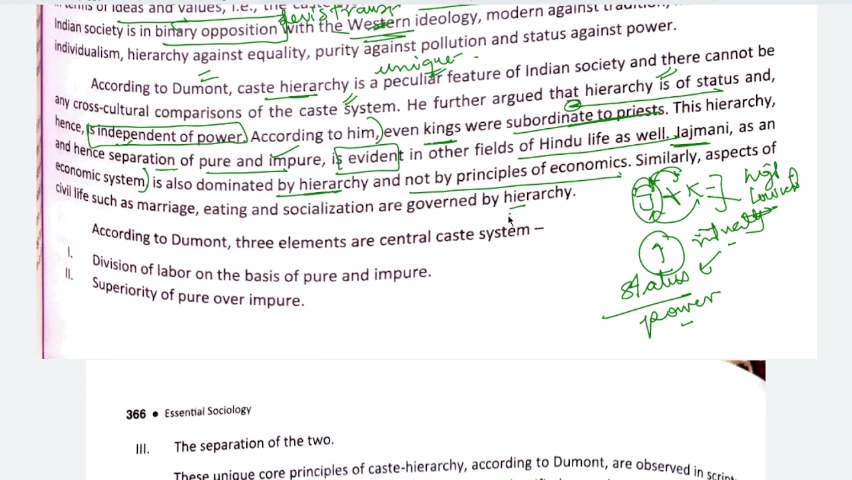 in terms of ideas and values, i.e., the
Indian society is in binary opposition with the Western ideology, modern against tradition,
individualism, hierarchy against equality, purity against pollution and status against power.
unique
According to Dumont, caste hierarchy is a peculiar feature of Indian society and there cannot be
any cross-cultural comparisons of the caste system. He further argued that hierarchy is of status and,
hence, is independent of power. According to him, even kings were subordinate to priests. This hierarchy,
and hence separation of pure and impure, is evident in other fields of Hindu life as well. Jajmani, as an
economic system is also dominated by hierarchy and not by principles of economics. Similarly, aspects of
civil life such as marriage, eating and socialization are governed by hierarchy.
J + K =
status
power
According to Dumont, three elements are central caste system –
I. Division of labor on the basis of pure and impure.
II. Superiority of pure over impure.
366 • Essential Sociology
III. The separation of the two.
These unique core principles of caste-hierarchy, according to Dumont, are observed in